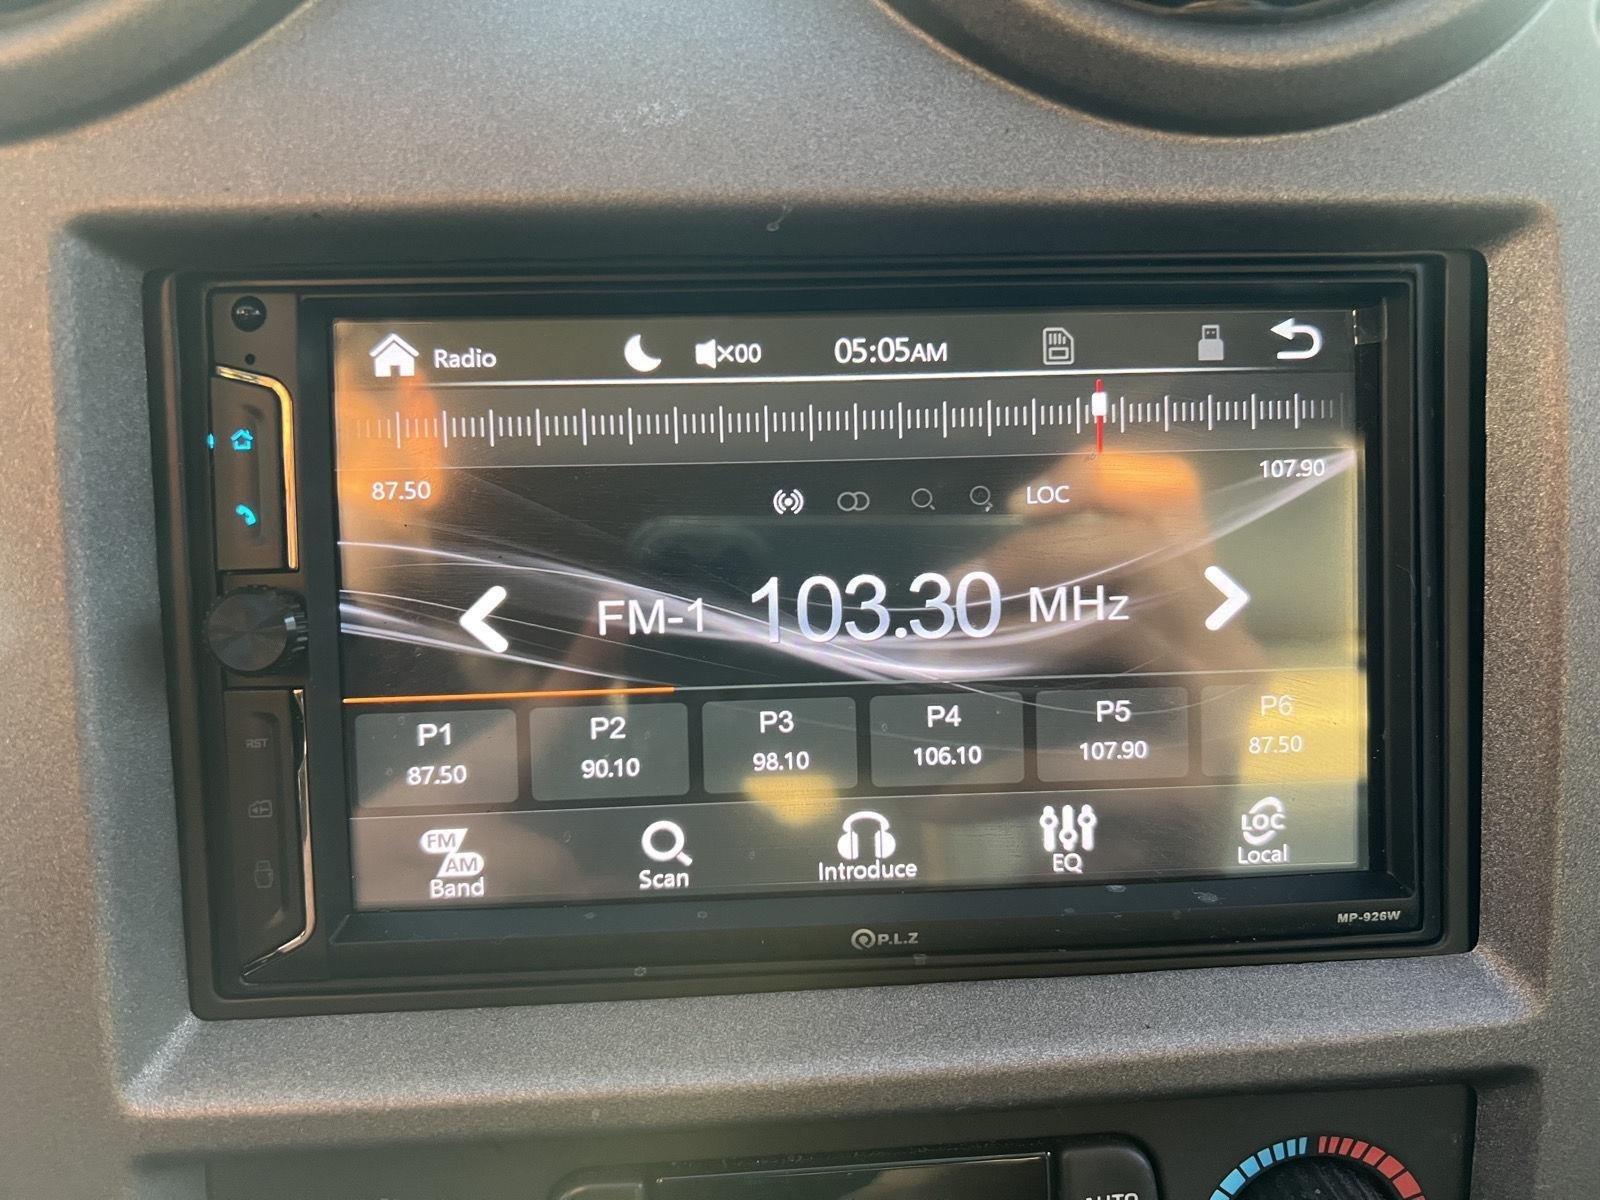 Radio ×00 05:05AM
87.50 107.90
LOC
FM-1 103.30 MHz
P1 P2 P3 P4 P5 P6
87.50 90.10 98.10 106.10 107.90 87.50
FM AM LOC
Band Scan Introduce EQ Local
RST
P.L.Z MP-926W
AUTO